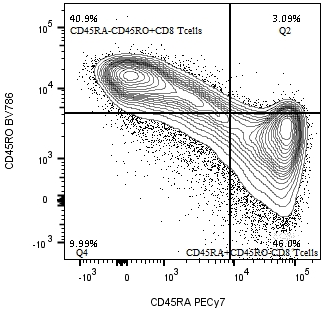 40.9%
3.09%
CD45RA-CD45RO+CD8 Tcells
Q2
10^5
10^4
10^3
0
-10^3
CD45RO BV786
9.99%
46.0%
Q4
CD45RA+CD45RO-CD8 Tcells
-10^3
0
10^3
10^4
10^5
CD45RA PECy7